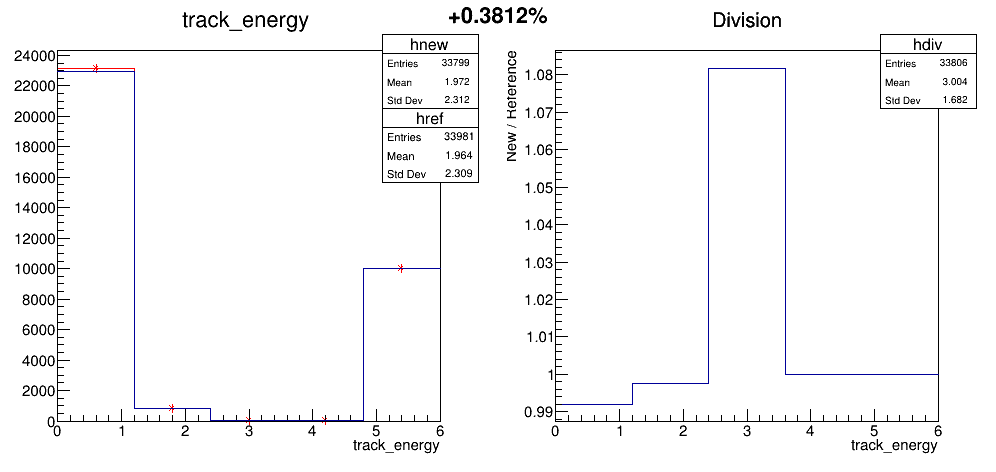 track_energy
+0.3812%
Division
hnew
Entries 33799
Mean 1.972
Std Dev 2.312
href
Entries 33981
Mean 1.964
Std Dev 2.309
24000
22000
20000
18000
16000
14000
12000
10000
8000
6000
4000
2000
0
0 1 2 3 4 5 6
track_energy
hdiv
Entries 33806
Mean 3.004
Std Dev 1.682
New / Reference
1.08
1.07
1.06
1.05
1.04
1.03
1.02
1.01
1
0.99
0 1 2 3 4 5 6
track_energy